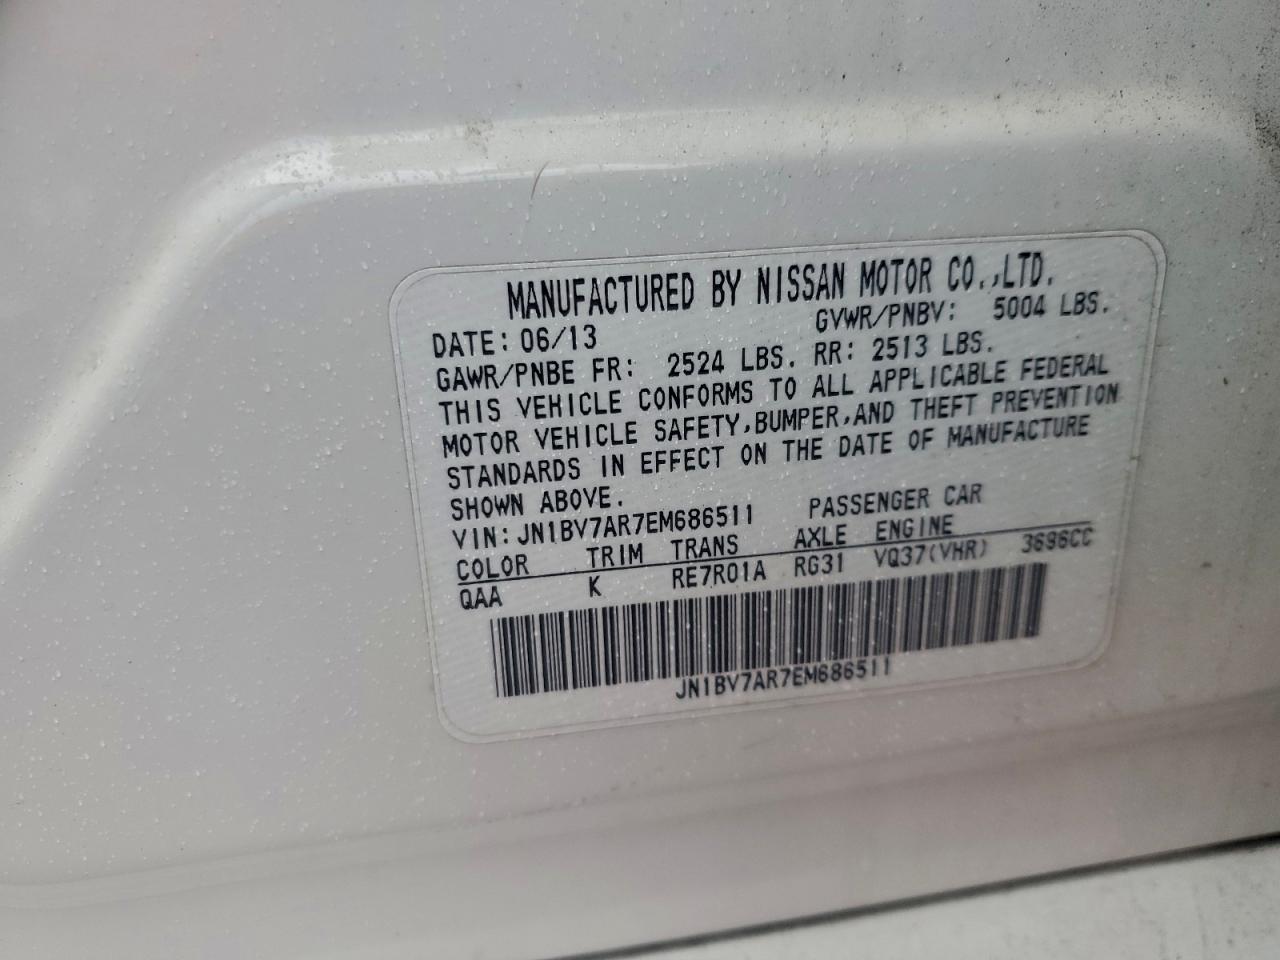 MANUFACTURED BY NISSAN MOTOR CO.,LTD.
DATE: 06/13 GVWR/PNBV: 5004 LBS.
GAWR/PNBE FR: 2524 LBS. RR: 2513 LBS.
THIS VEHICLE CONFORMS TO ALL APPLICABLE FEDERAL
MOTOR VEHICLE SAFETY,BUMPER,AND THEFT PREVENTION
STANDARDS IN EFFECT ON THE DATE OF MANUFACTURE
SHOWN ABOVE.
VIN: JN1BV7AR7EM686511 PASSENGER CAR
COLOR TRIM TRANS AXLE ENGINE
QAA K RE7R01A RG31 VQ37(VHR) 3696CC
JN1BV7AR7EM686511